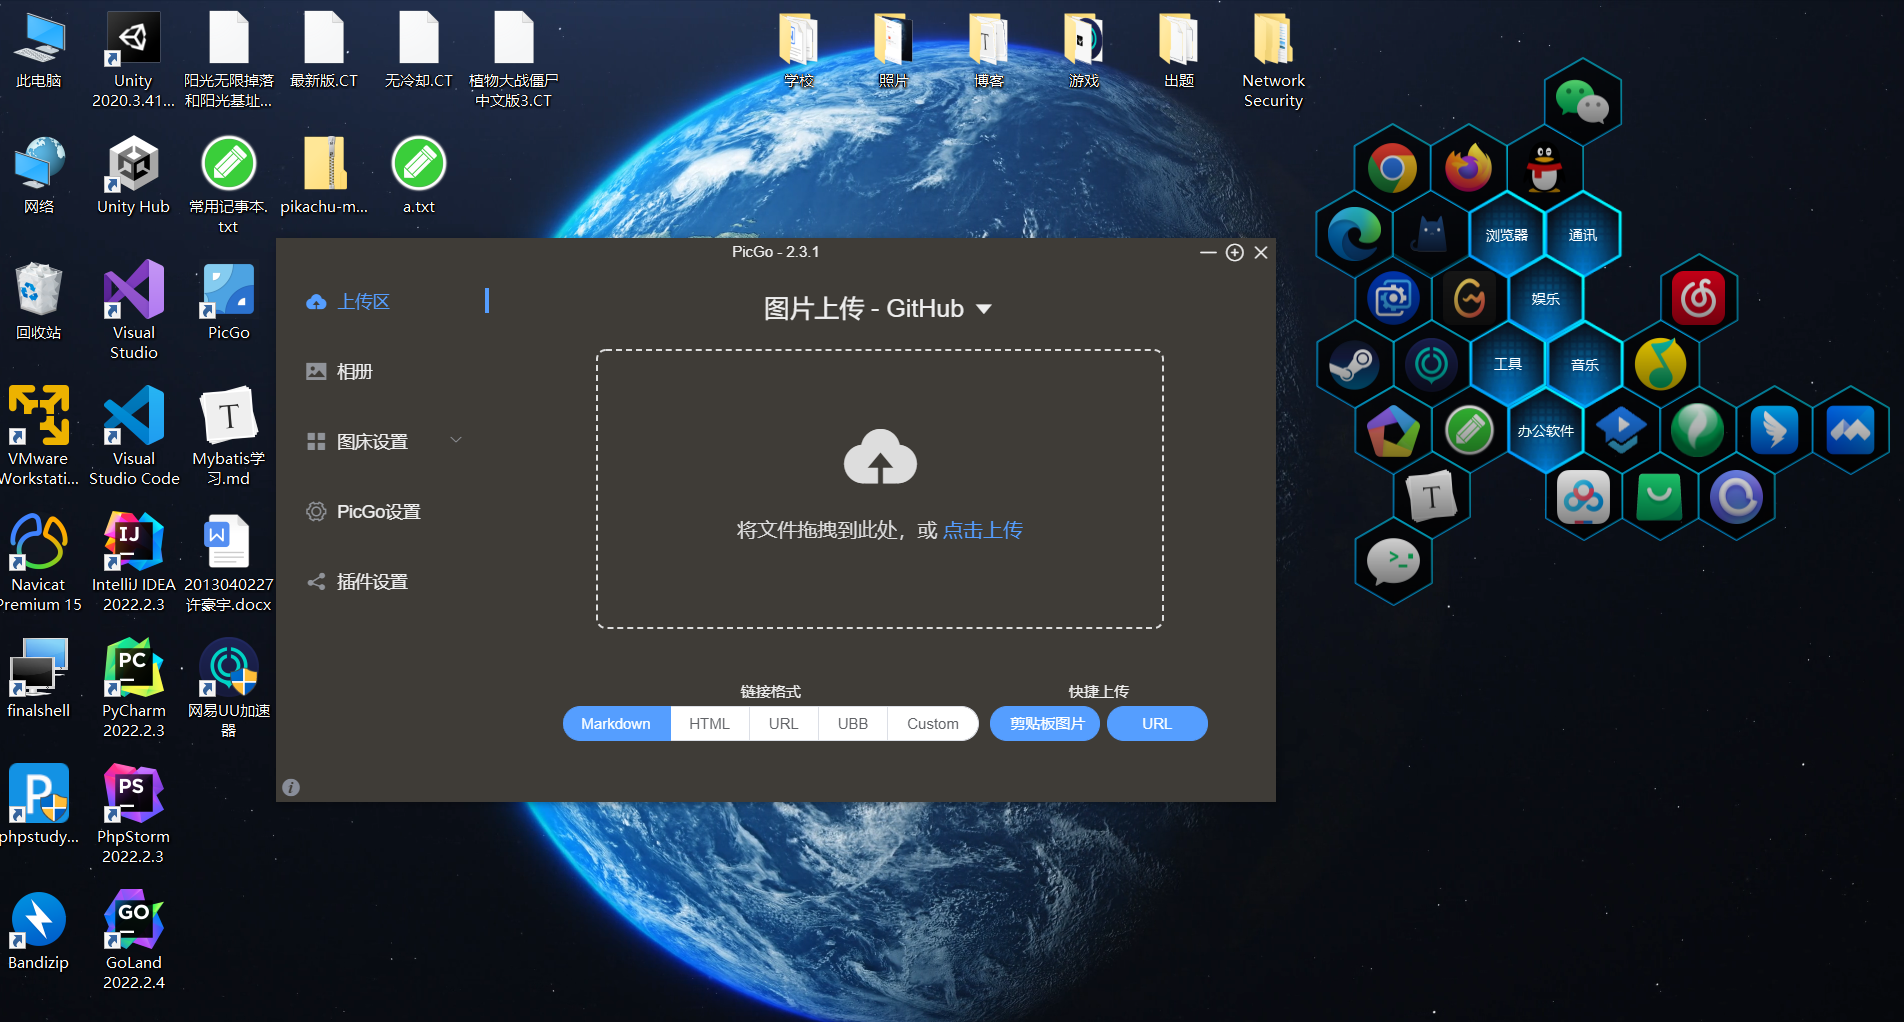 此电脑
Unity
2020.3.41...
阳光无限掉落
和阳光基址...
最新版.CT
无冷却.CT
植物大战僵尸
中文版3.CT
学校
照片
博客
游戏
出题
Network
Security
网络
Unity Hub
常用记事本.
txt
pikachu-m...
a.txt
回收站
Visual
Studio
PicGo
VMware
Workstati...
Visual
Studio Code
Mybatis学
习.md
Navicat
Premium 15
IntelliJ IDEA
2022.2.3
2013040227
许豪宇.docx
finalshell
PyCharm
2022.2.3
网易UU加速
器
phpstudy...
PhpStorm
2022.2.3
Bandizip
GoLand
2022.2.4
PicGo - 2.3.1
上传区
相册
图床设置
PicGo设置
插件设置
图片上传 - GitHub
将文件拖拽到此处，或 点击上传
链接格式
Markdown
HTML
URL
UBB
Custom
快捷上传
剪贴板图片
URL
浏览器
通讯
娱乐
工具
音乐
办公软件